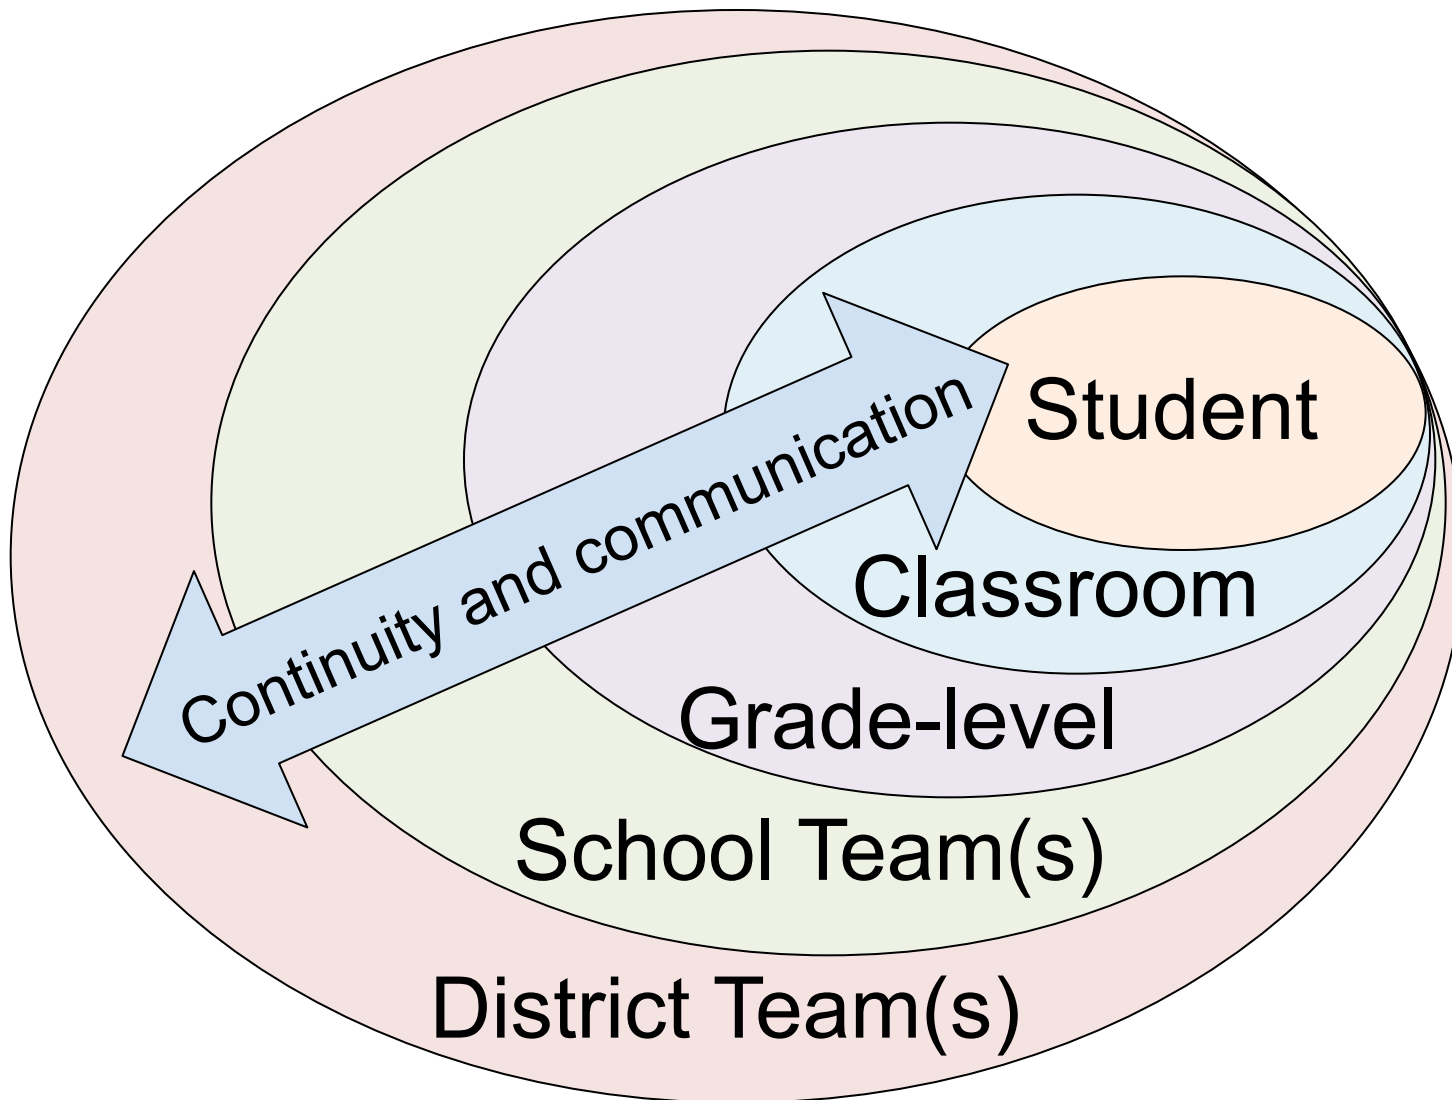 Student
Continuity and communication
Classroom
Grade-level
School Team(s)
District Team(s)